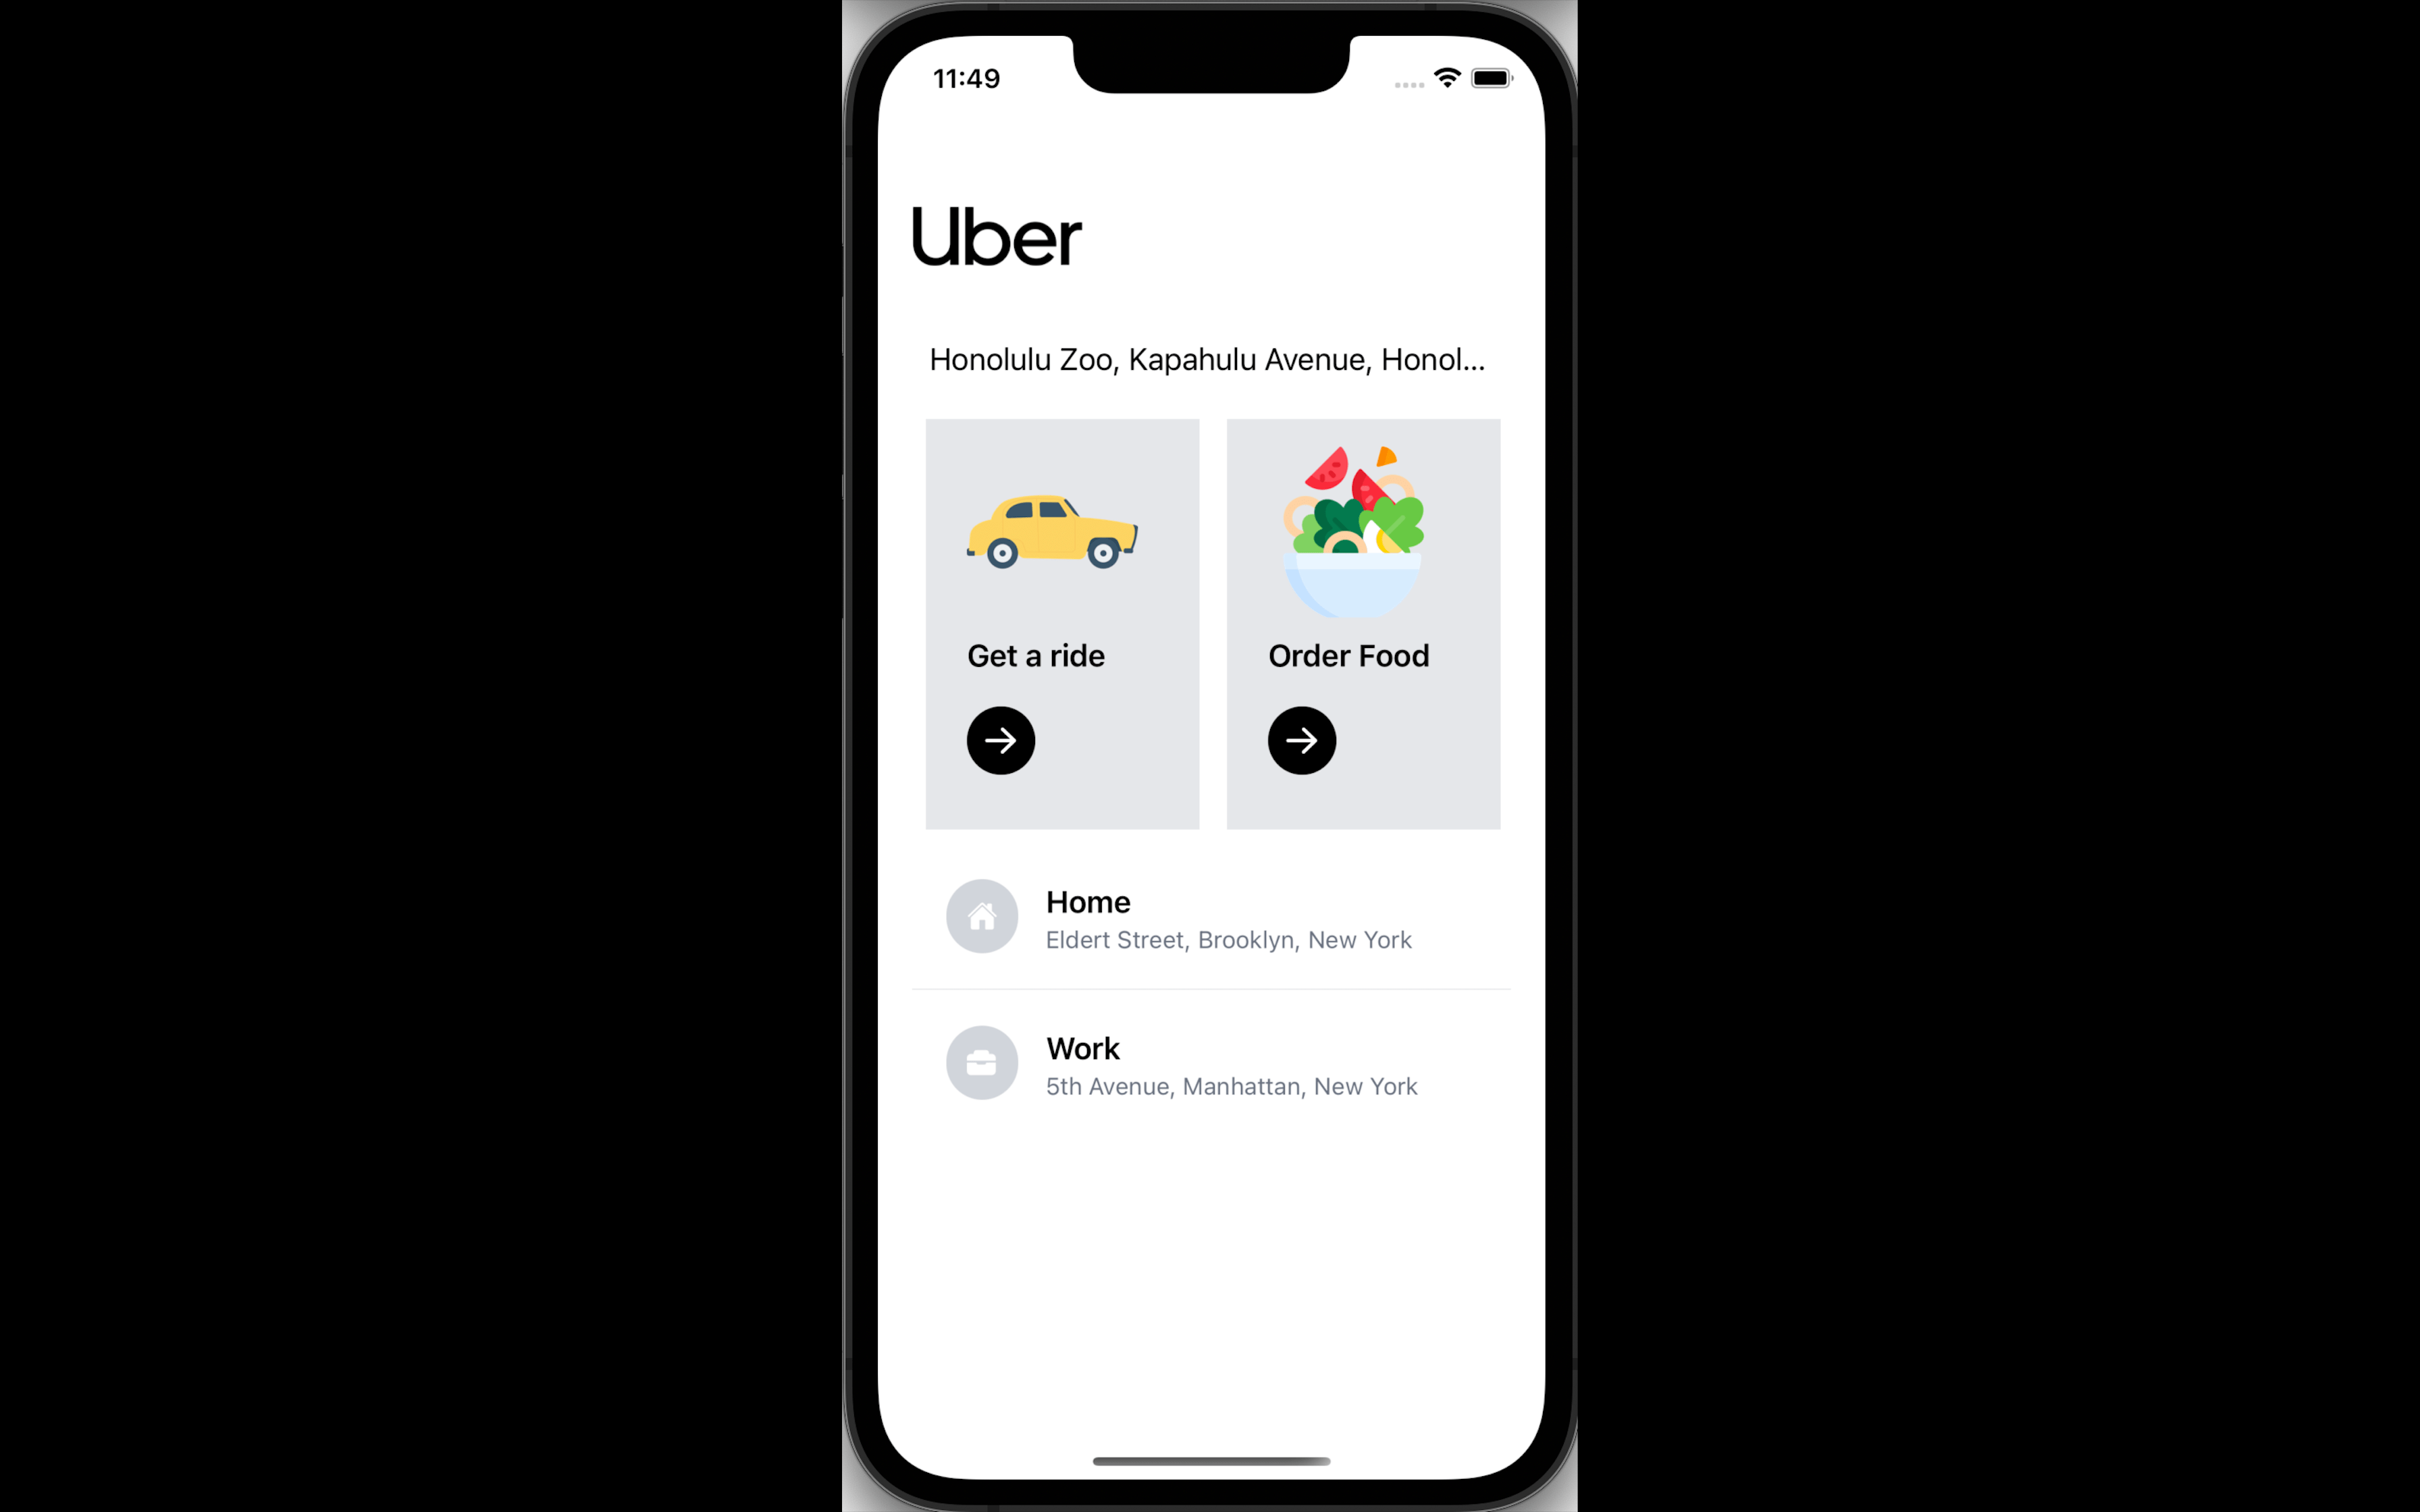 11:49
Uber
Honolulu Zoo, Kapahulu Avenue, Honol...
Get a ride
Order Food
Home
Eldert Street, Brooklyn, New York
Work
5th Avenue, Manhattan, New York